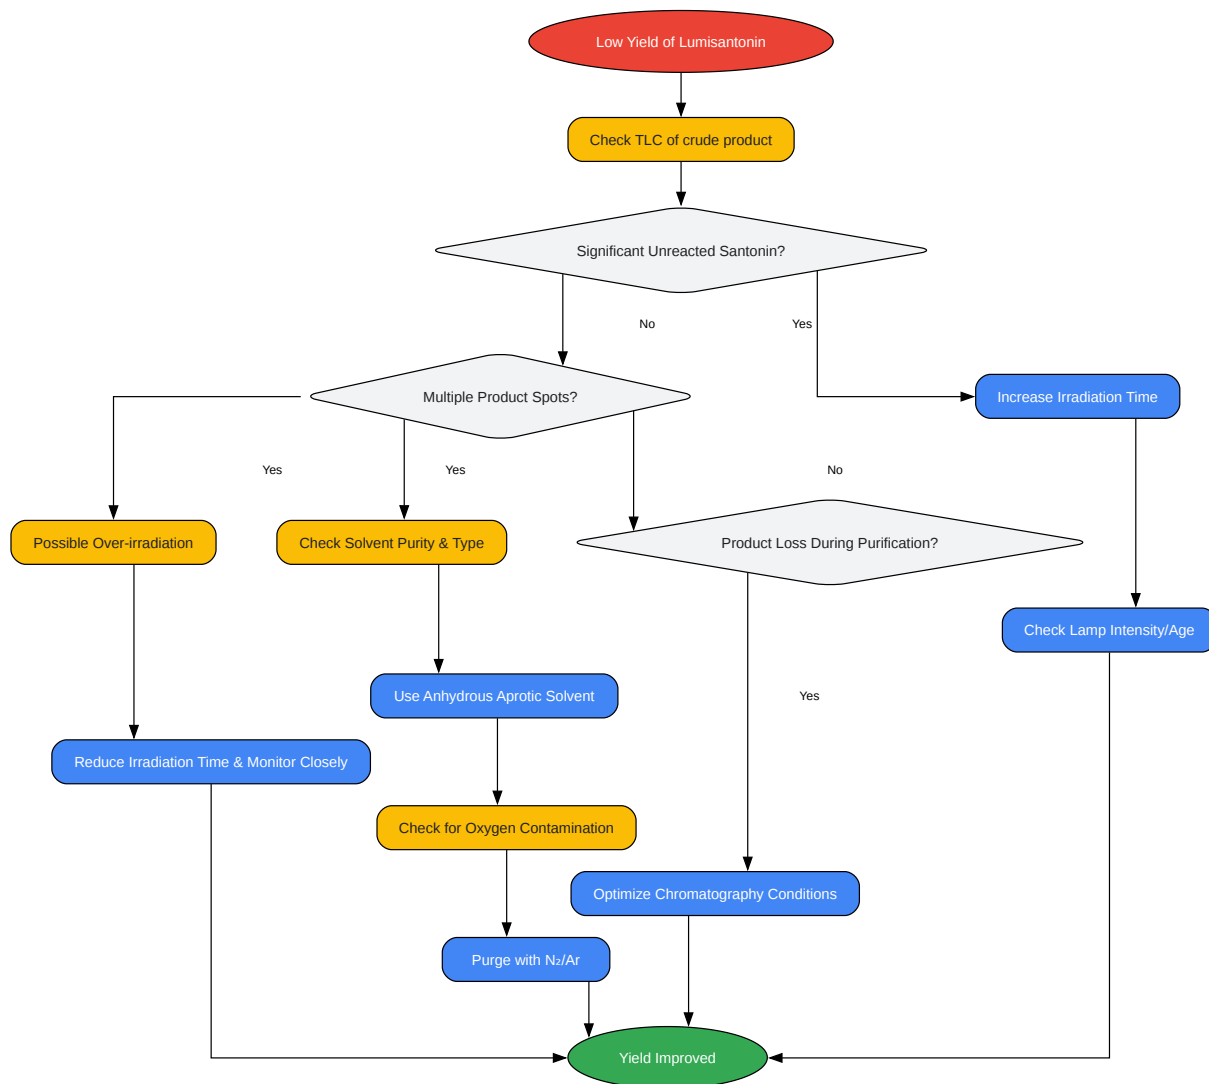 Low Yield of Lumisantonin
Check TLC of crude product
Significant Unreacted Santonin?
No
Yes
Multiple Product Spots?
Increase Irradiation Time
Yes
Yes
No
Possible Over-irradiation
Check Solvent Purity & Type
Product Loss During Purification?
Check Lamp Intensity/Age
Use Anhydrous Aprotic Solvent
Yes
Reduce Irradiation Time & Monitor Closely
Check for Oxygen Contamination
Optimize Chromatography Conditions
Purge with N₂/Ar
Yield Improved